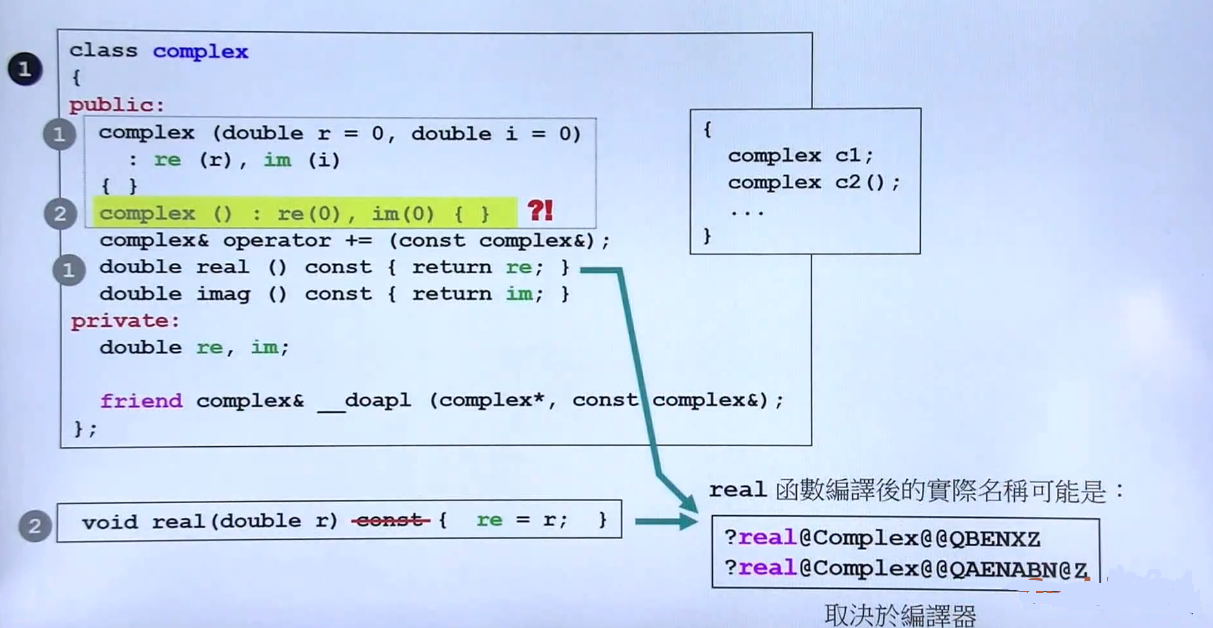 1
class complex
{
public:
1
complex (double r = 0, double i = 0)
: re (r), im (i)
{ }
2
complex () : re(0), im(0) { }
?!
complex& operator += (const complex&);
1
double real () const { return re; }
double imag () const { return im; }
private:
double re, im;
friend complex& __doapl (complex*, const complex&);
};
{
complex c1;
complex c2();
...
}
2
void real(double r) const { re = r; }
real 函數編譯後的實際名稱可能是：
?real@Complex@@QBENXZ
?real@Complex@@QAENABN@Z
取決於編譯器